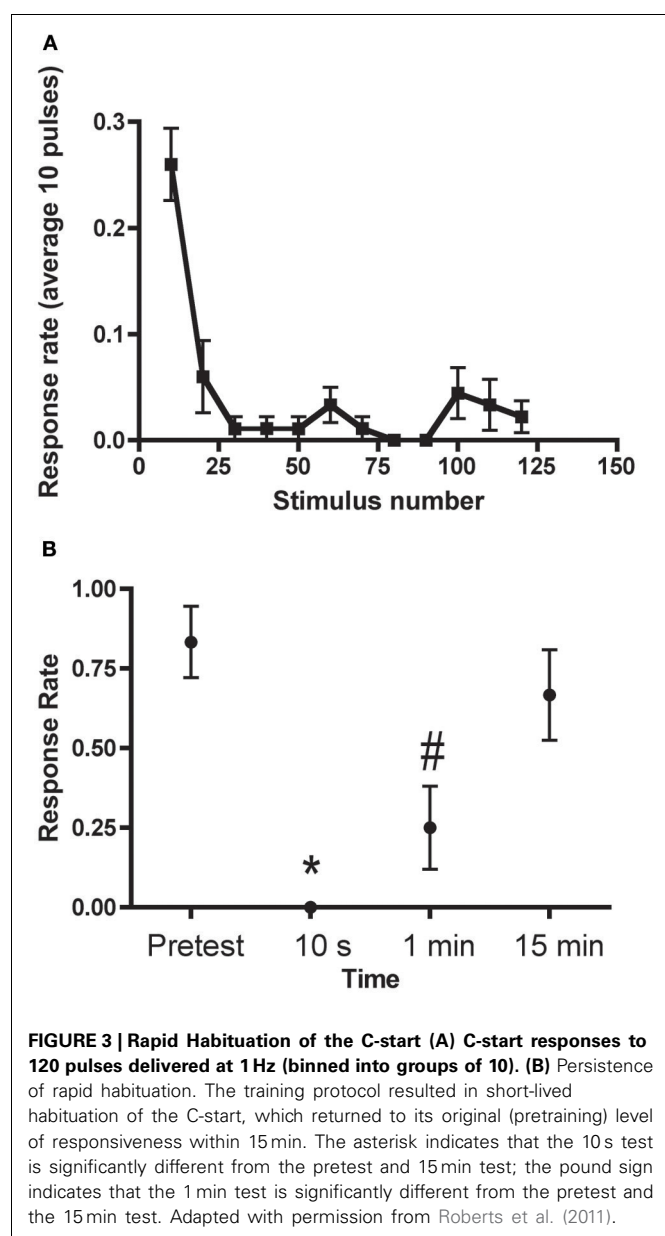 A
Response rate (average 10 pulses)
0.3
0.2
0.1
0.0
0 25 50 75 100 125 150
Stimulus number
B
Response Rate
1.00
0.75
0.50
0.25
0.00
*
#
Pretest 10 s 1 min 15 min
Time
FIGURE 3 | Rapid Habituation of the C-start (A) C-start responses to
120 pulses delivered at 1 Hz (binned into groups of 10). (B) Persistence
of rapid habituation. The training protocol resulted in short-lived
habituation of the C-start, which returned to its original (pretraining) level
of responsiveness within 15 min. The asterisk indicates that the 10 s test
is significantly different from the pretest and 15 min test; the pound sign
indicates that the 1 min test is significantly different from the pretest and
the 15 min test. Adapted with permission from Roberts et al. (2011).